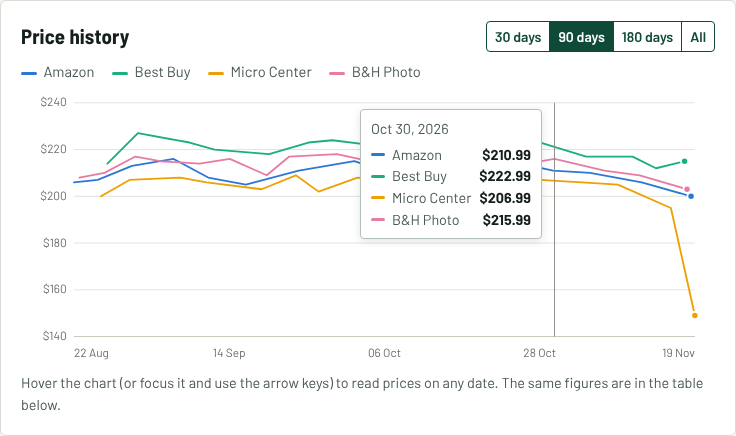 Price history
30 days 90 days 180 days All
Amazon Best Buy Micro Center B&H Photo
$240
$220
$200
$180
$160
$140
Oct 30, 2026
Amazon $210.99
Best Buy $222.99
Micro Center $206.99
B&H Photo $215.99
22 Aug 14 Sep 06 Oct 28 Oct 19 Nov
Hover the chart (or focus it and use the arrow keys) to read prices on any date. The same figures are in the table
below.